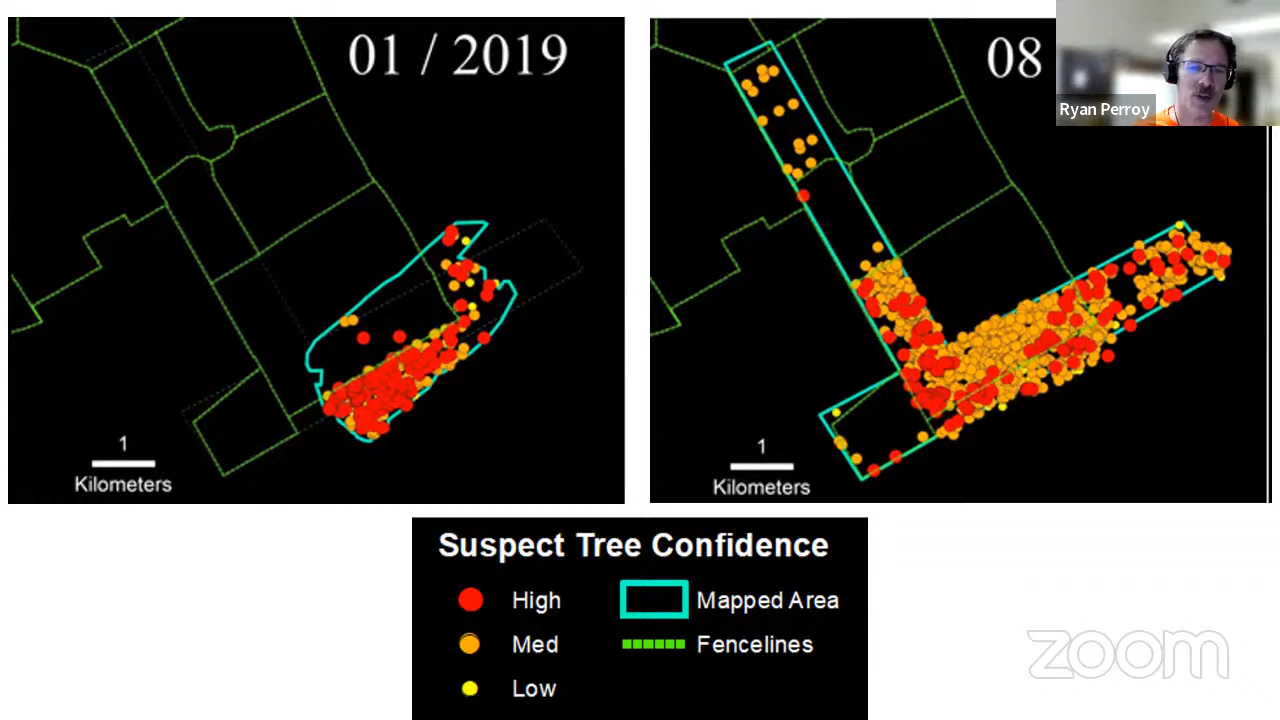 01 / 2019
08
Ryan Perroy
1
Kilometers
1
Kilometers
Suspect Tree Confidence
High
Mapped Area
Med
Fencelines
Low
zoom